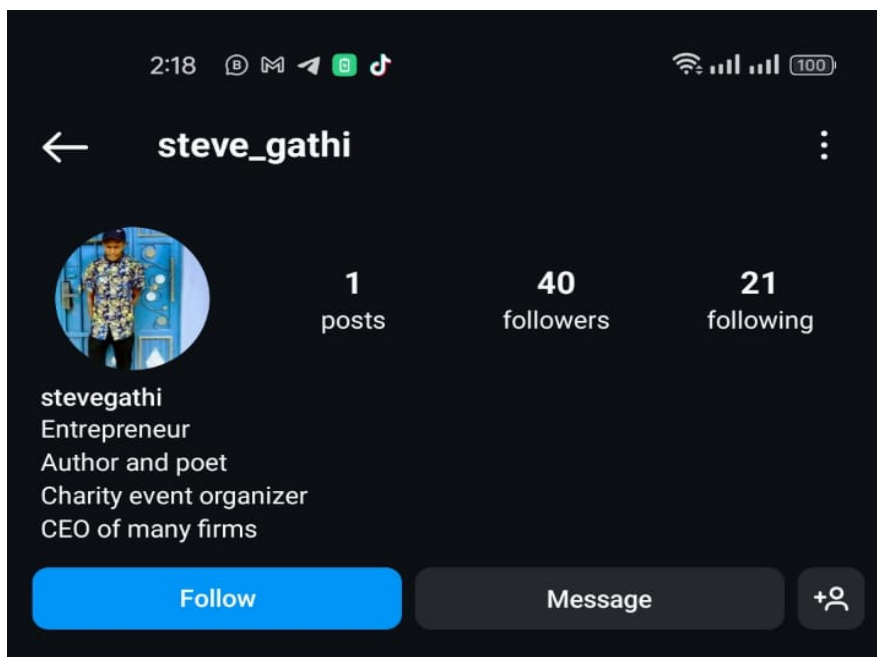 2:18 100
steve_gathi
1 40 21
posts followers following
stevegathi
Entrepreneur
Author and poet
Charity event organizer
CEO of many firms
Follow Message